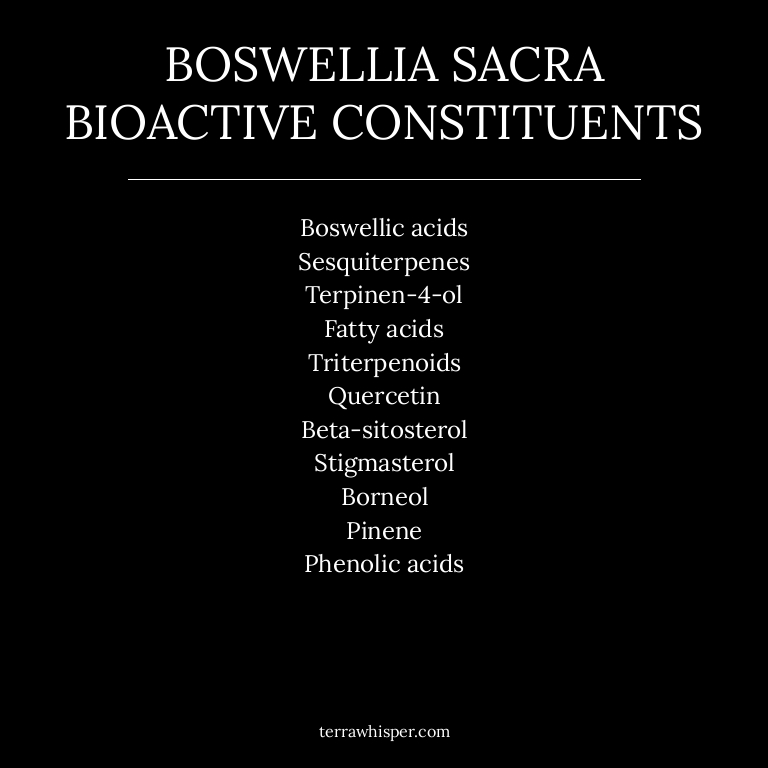 BOSWELLIA SACRA
BIOACTIVE CONSTITUENTS
Boswellic acids
Sesquiterpenes
Terpinen-4-ol
Fatty acids
Triterpenoids
Quercetin
Beta-sitosterol
Stigmasterol
Borneol
Pinene
Phenolic acids
terrawhisper.com